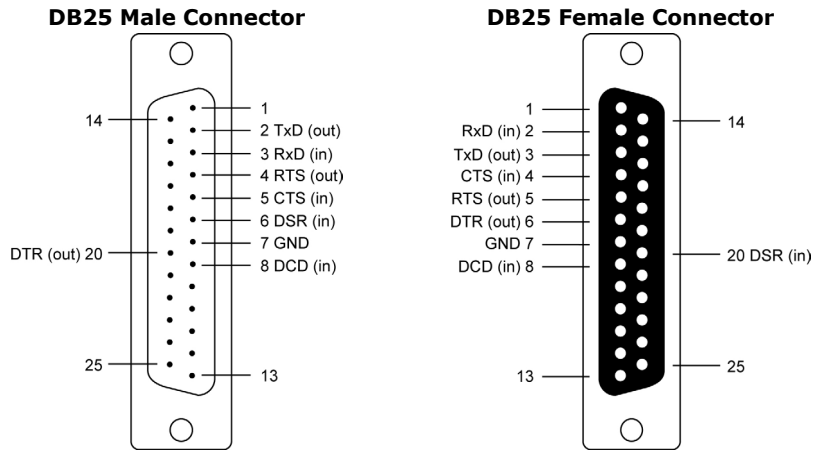 DB25 Male Connector
1
14
2 TxD (out)
3 RxD (in)
4 RTS (out)
5 CTS (in)
6 DSR (in)
7 GND
DTR (out) 20
8 DCD (in)
25
13
DB25 Female Connector
1
14
RxD (in) 2
TxD (out) 3
CTS (in) 4
RTS (out) 5
DTR (out) 6
GND 7
20 DSR (in)
DCD (in) 8
25
13